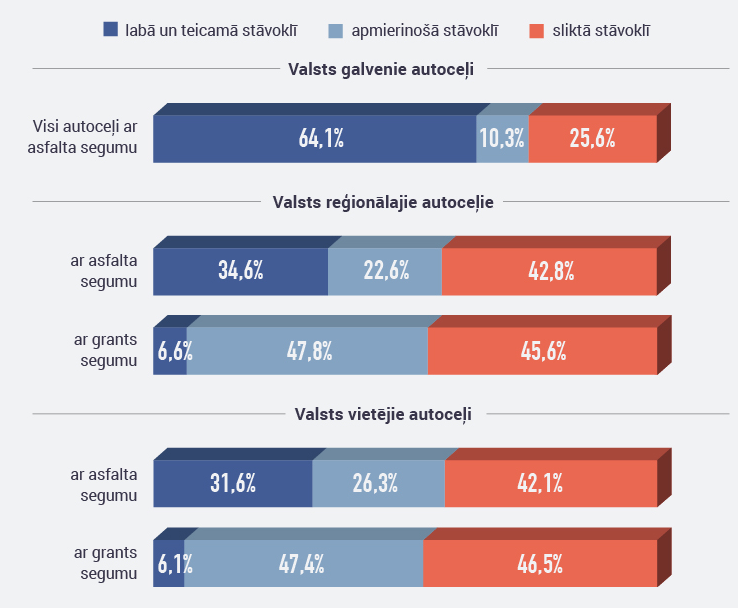 labā un teicamā stāvoklī apmierinošā stāvoklī sliktā stāvoklī
Valsts galvenie autoceļi
Visi autoceļi ar
asfalta segumu
64,1% 10,3% 25,6%
Valsts reģionālajie autoceļie
ar asfalta
segumu
34,6% 22,6% 42,8%
ar grants
segumu
6,6% 47,8% 45,6%
Valsts vietējie autoceļi
ar asfalta
segumu
31,6% 26,3% 42,1%
ar grants
segumu
6,1% 47,4% 46,5%